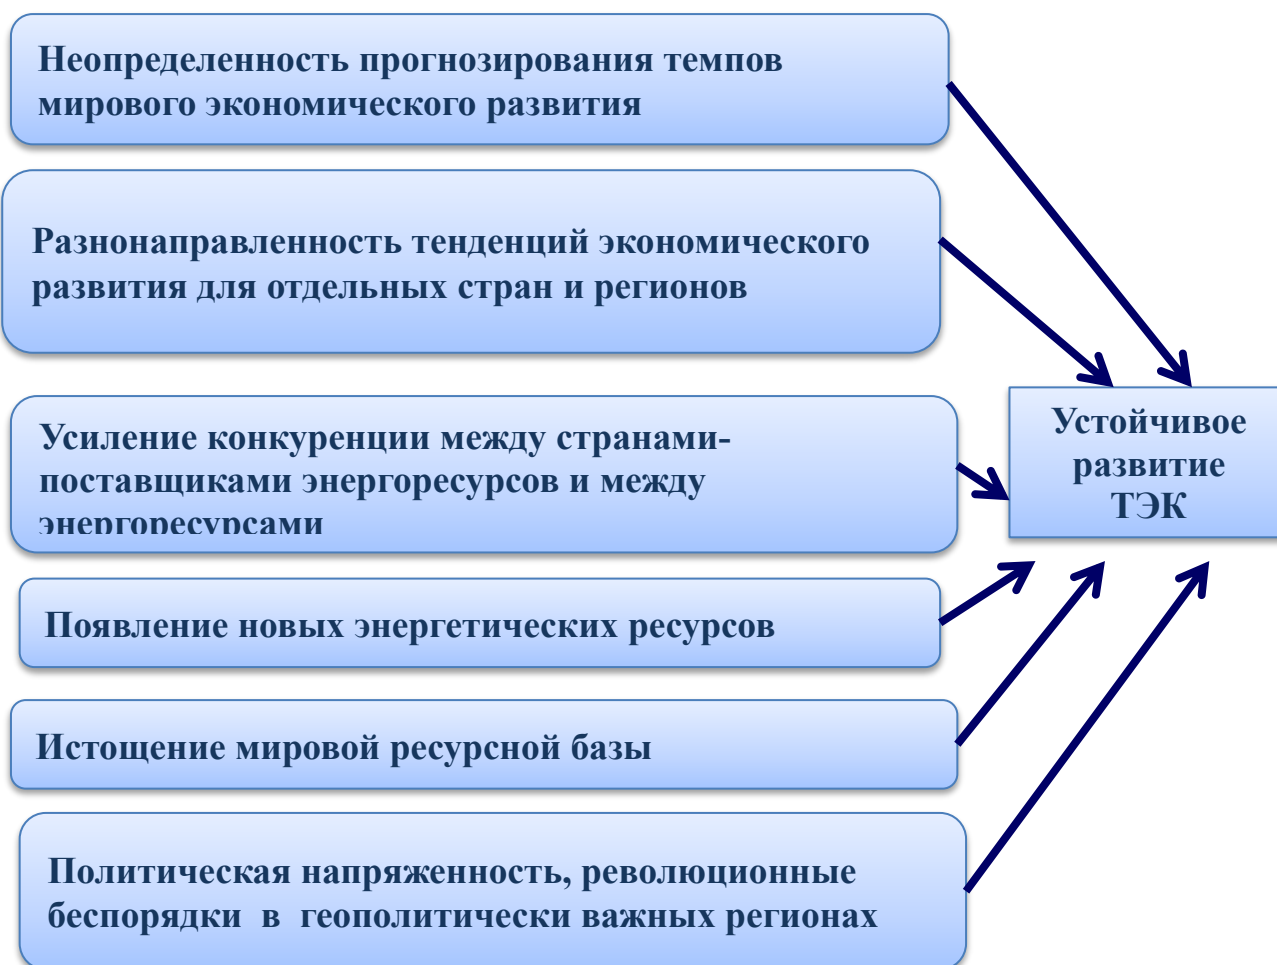 Неопределенность прогнозирования темпов
мирового экономического развития
Разнонаправленность тенденций экономического
развития для отдельных стран и регионов
Усиление конкуренции между странами-
поставщиками энергоресурсов и между
энергоресурсами
Появление новых энергетических ресурсов
Истощение мировой ресурсной базы
Политическая напряженность, революционные
беспорядки в геополитически важных регионах
Устойчивое
развитие
ТЭК